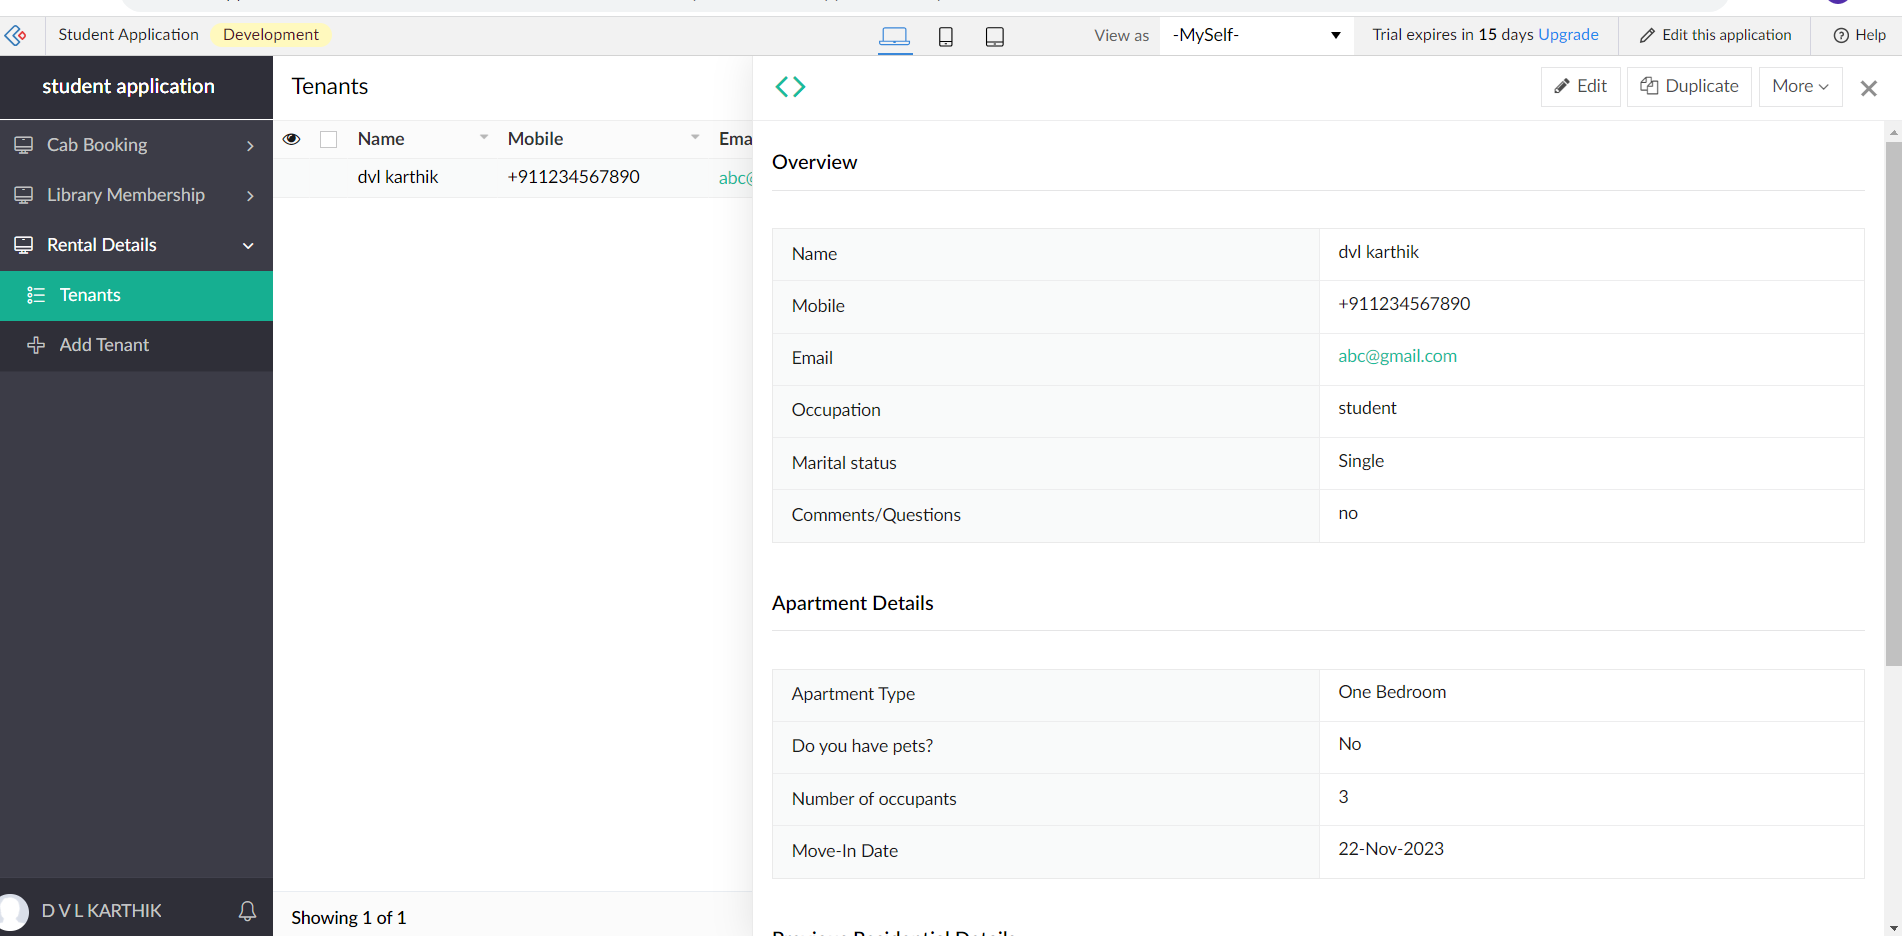 Student Application Development View as -MySelf- Trial expires in 15 days Upgrade Edit this application Help
student application
Cab Booking
Library Membership
Rental Details
Tenants
Add Tenant
D V L KARTHIK
Tenants
Name Mobile Ema
dvl karthik +911234567890 abc@
Showing 1 of 1
Edit Duplicate More
Overview
Name dvl karthik
Mobile +911234567890
Email abc@gmail.com
Occupation student
Marital status Single
Comments/Questions no
Apartment Details
Apartment Type One Bedroom
Do you have pets? No
Number of occupants 3
Move-In Date 22-Nov-2023
Previous Residential Details